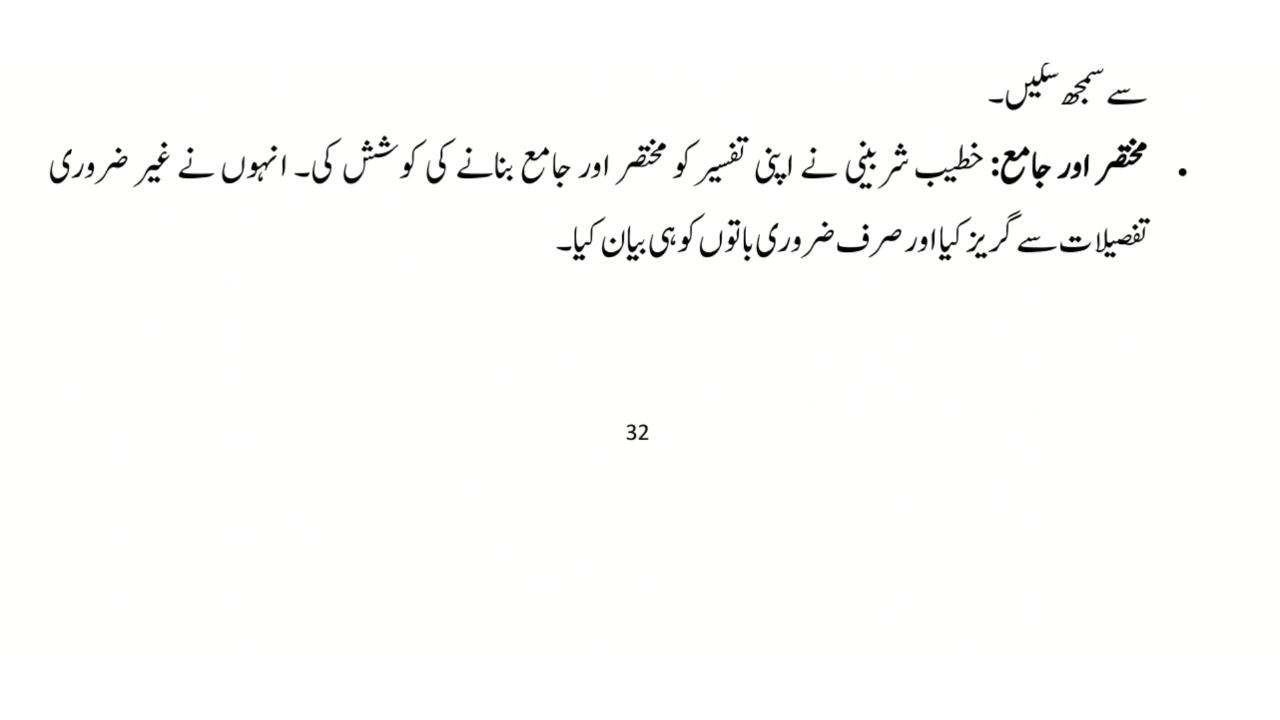 سے سمجھ سکیں۔
• مختصر اور جامع: خطیب شربینی نے اپنی تفسیر کو مختصر اور جامع بنانے کی کوشش کی۔ انہوں نے غیر ضروری
تفصیلات سے گریز کیا اور صرف ضروری باتوں کو ہی بیان کیا۔
32